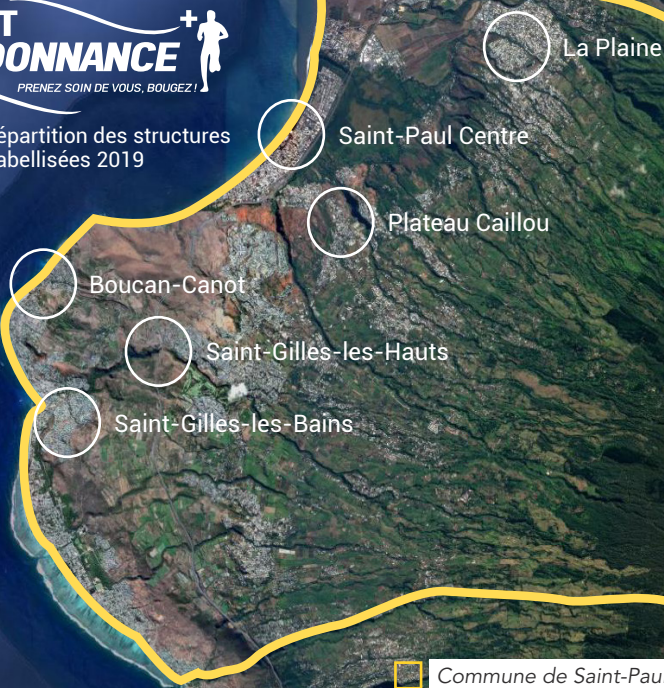 T
DONNANCE +
PRENEZ SOIN DE VOUS, BOUGEZ !
épartition des structures
abellisées 2019
La Plaine
Saint-Paul Centre
Plateau Caillou
Boucan-Canot
Saint-Gilles-les-Hauts
Saint-Gilles-les-Bains
Commune de Saint-Pau